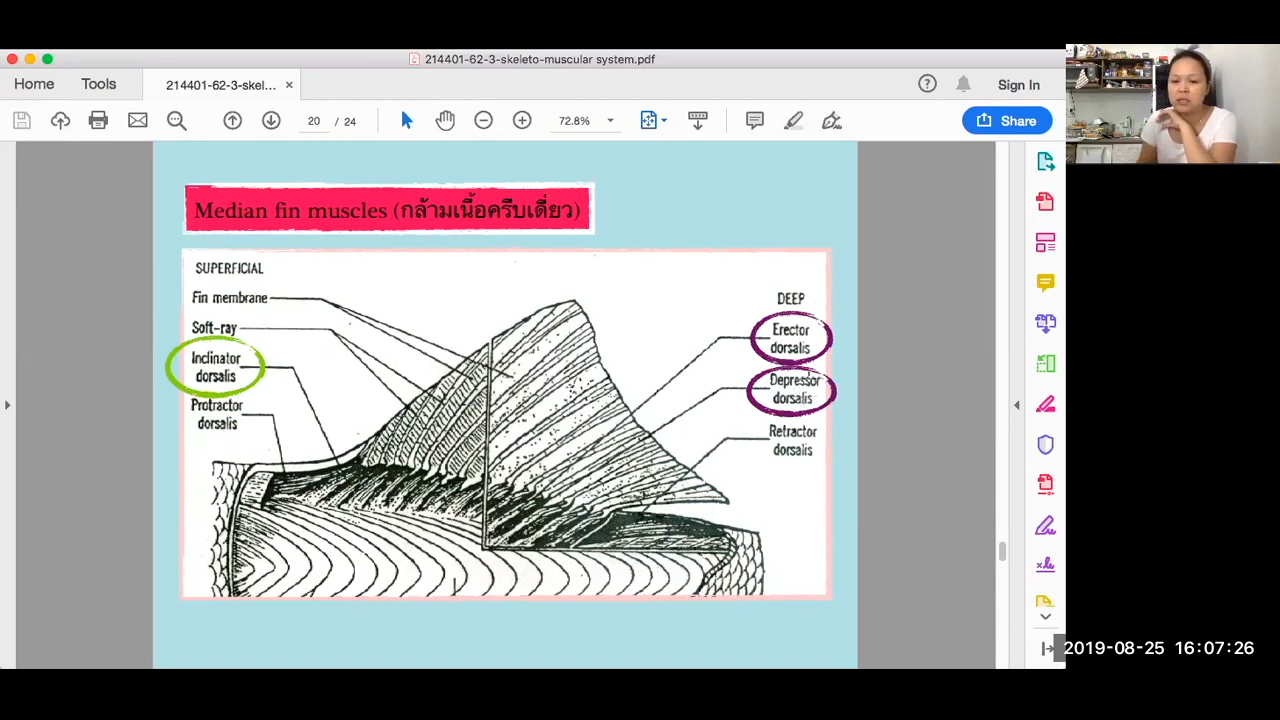 214401-62-3-skeleto-muscular system.pdf
Home
Tools
214401-62-3-skel...
Sign In
20 / 24
72.8%
Share
Median fin muscles (กล้ามเนื้อครีบเดี่ยว)
SUPERFICIAL
Fin membrane
Soft-ray
Inclinator
dorsalis
Protractor
dorsalis
DEEP
Erector
dorsalis
Depressor
dorsalis
Retractor
dorsalis
2019-08-25 16:07:26